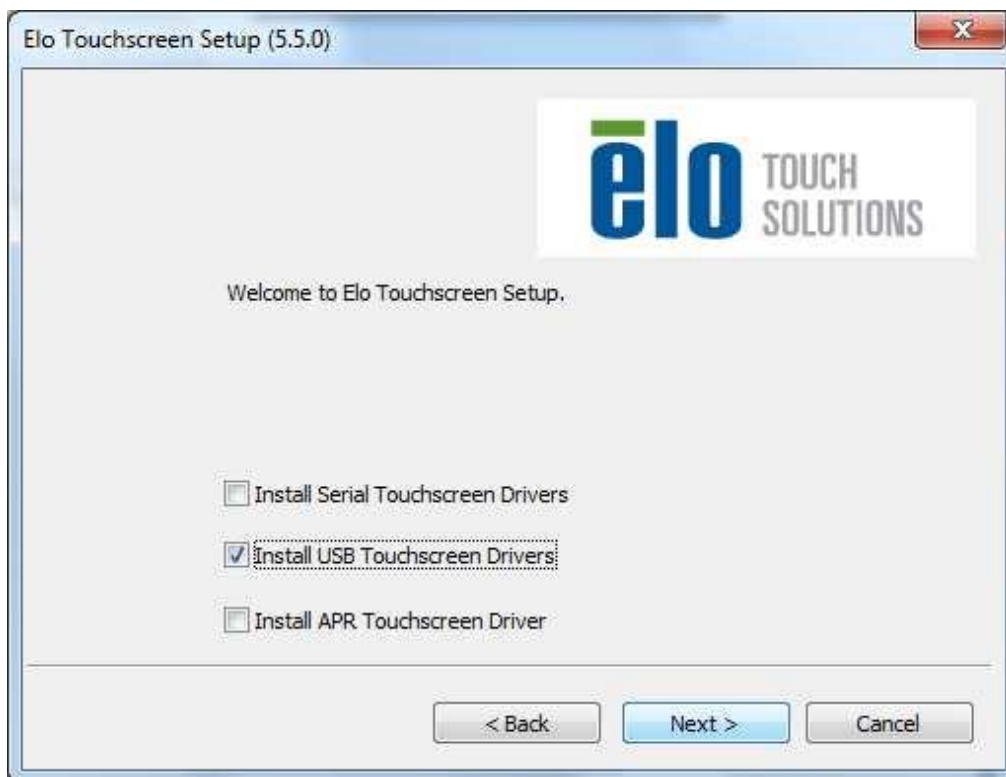 Elo Touchscreen Setup (5.5.0)
elo TOUCH
SOLUTIONS
Welcome to Elo Touchscreen Setup.
Install Serial Touchscreen Drivers
Install USB Touchscreen Drivers
Install APR Touchscreen Driver
< Back Next > Cancel